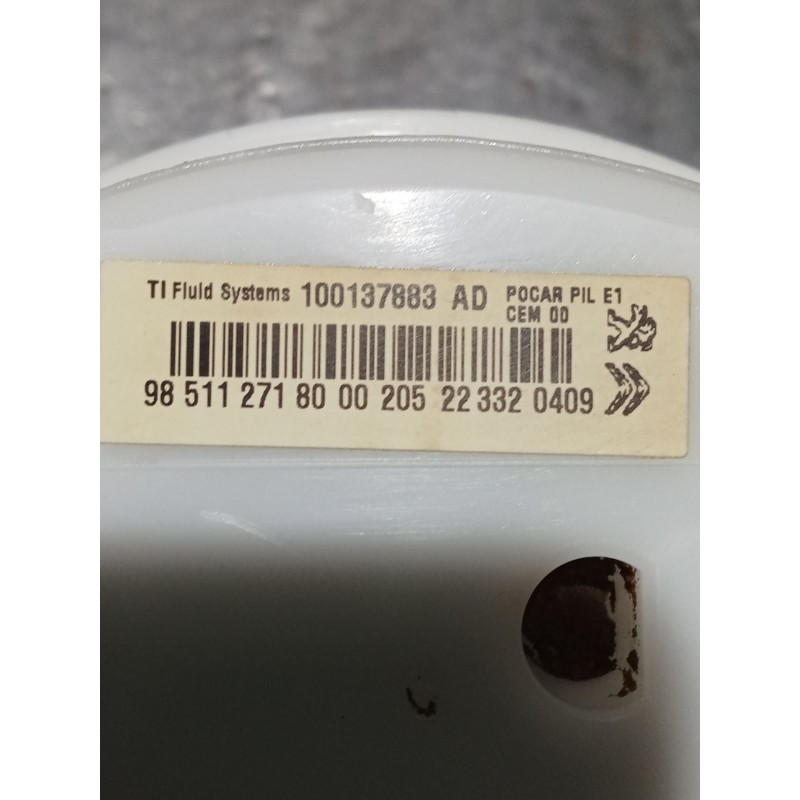 TI Fluid Systems 100137883 AD POCAR PIL E1
CEM 00
98 511 271 80 00 205 22 332 0409